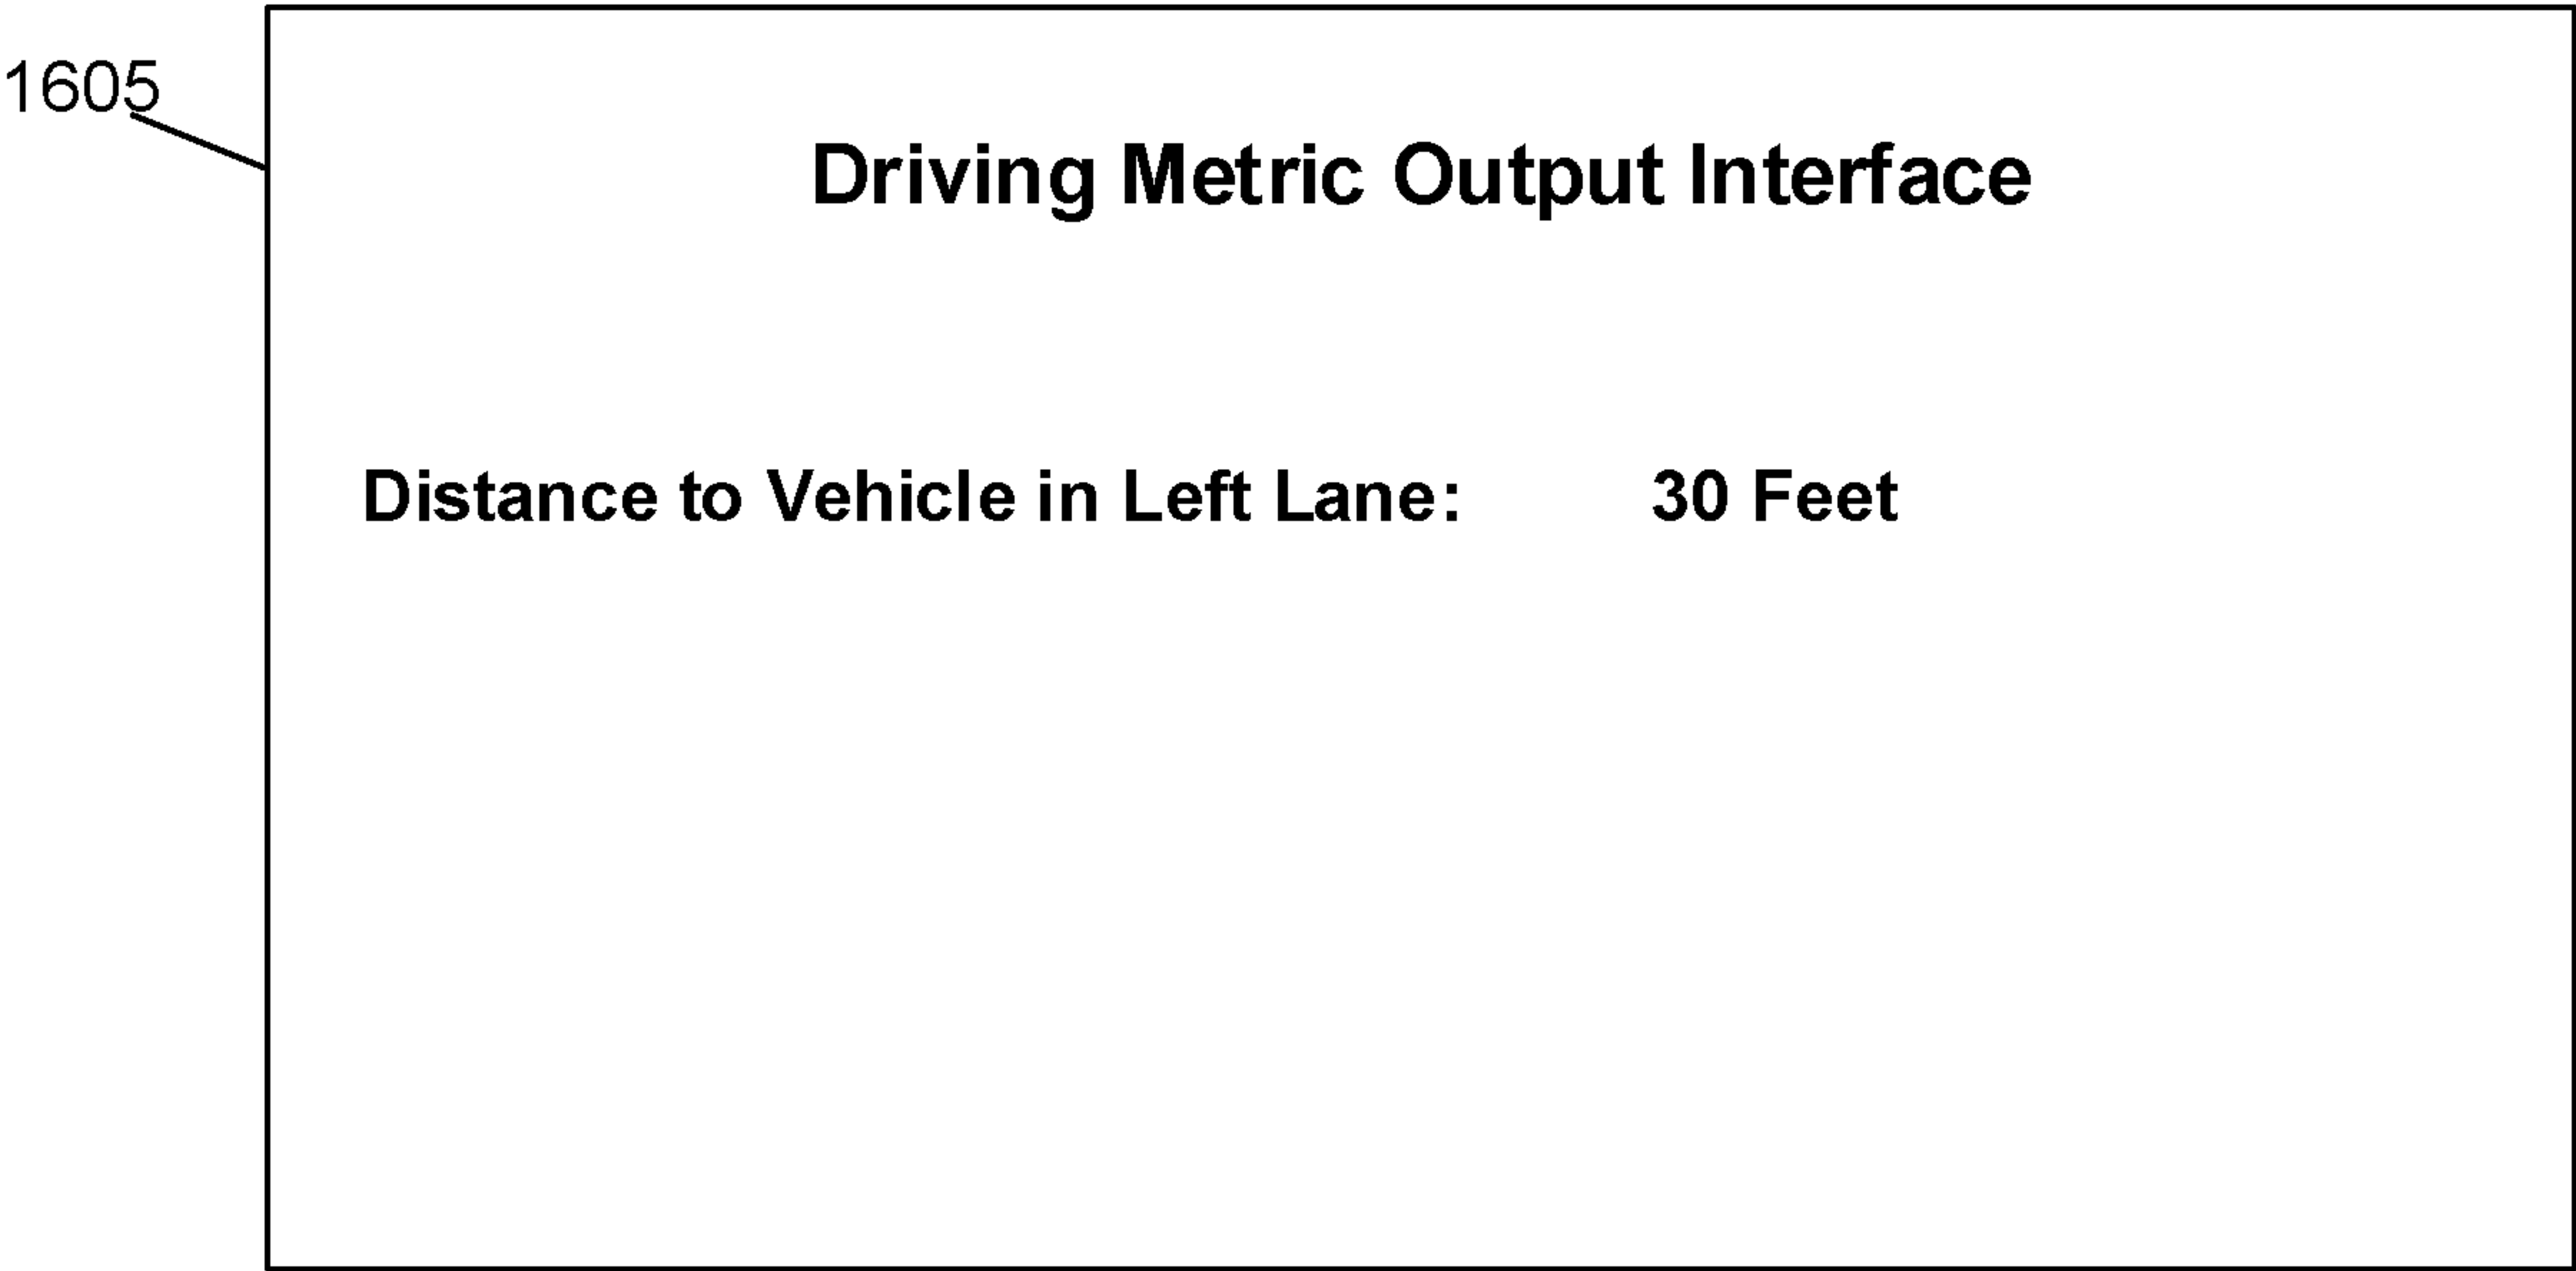 1605
Driving Metric Output Interface
Distance to Vehicle in Left Lane: 30 Feet